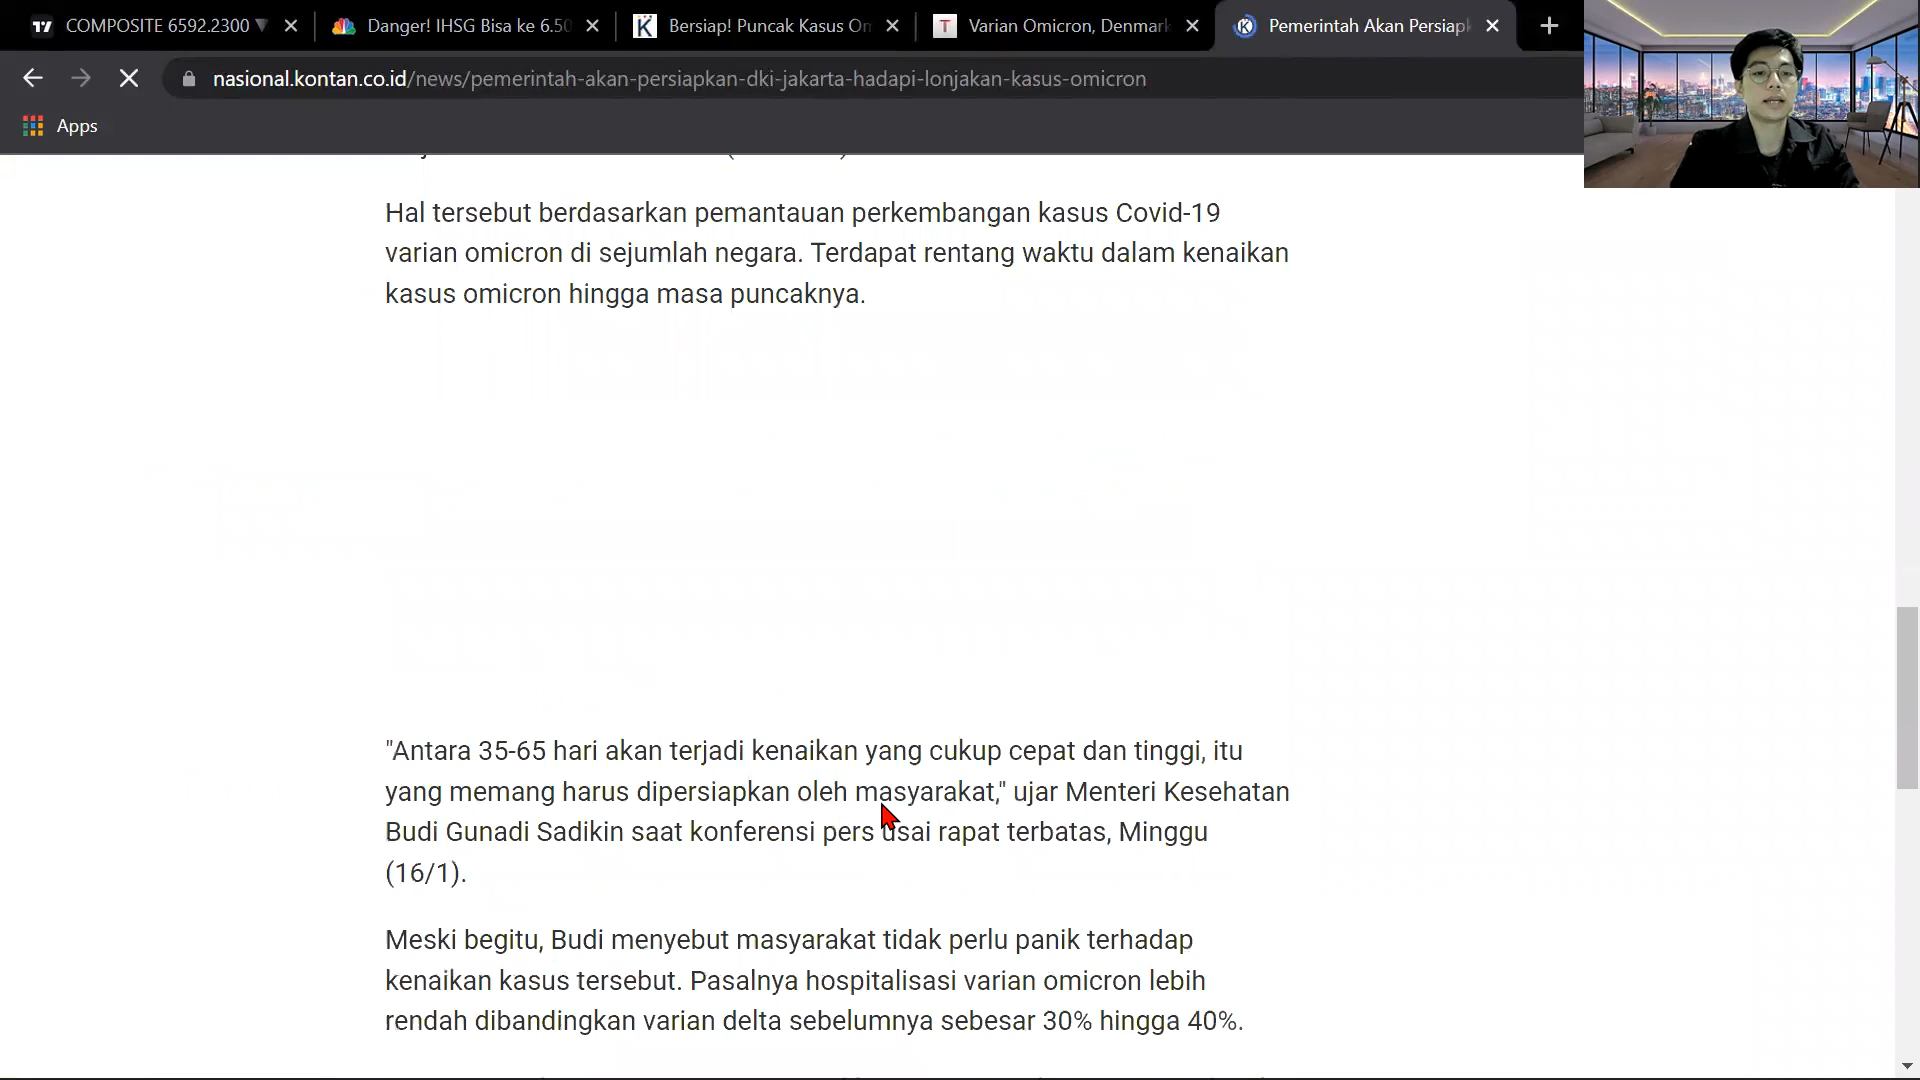 COMPOSITE 6592.2300
Danger! IHSG Bisa ke 6.50
Bersiap! Puncak Kasus Om
Varian Omicron, Denmark
Pemerintah Akan Persiapk
nasional.kontan.co.id/news/pemerintah-akan-persiapkan-dki-jakarta-hadapi-lonjakan-kasus-omicron
Apps
Hal tersebut berdasarkan pemantauan perkembangan kasus Covid-19
varian omicron di sejumlah negara. Terdapat rentang waktu dalam kenaikan
kasus omicron hingga masa puncaknya.
"Antara 35-65 hari akan terjadi kenaikan yang cukup cepat dan tinggi, itu
yang memang harus dipersiapkan oleh masyarakat," ujar Menteri Kesehatan
Budi Gunadi Sadikin saat konferensi pers usai rapat terbatas, Minggu
(16/1).
Meski begitu, Budi menyebut masyarakat tidak perlu panik terhadap
kenaikan kasus tersebut. Pasalnya hospitalisasi varian omicron lebih
rendah dibandingkan varian delta sebelumnya sebesar 30% hingga 40%.